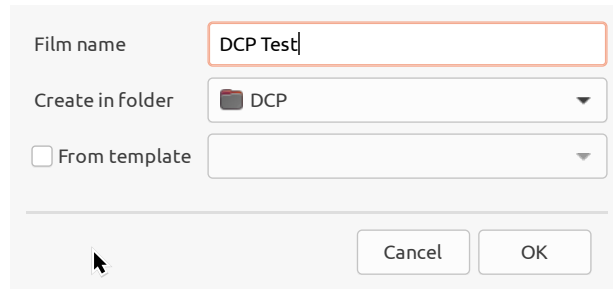 Film name DCP Test
Create in folder DCP
From template
Cancel OK